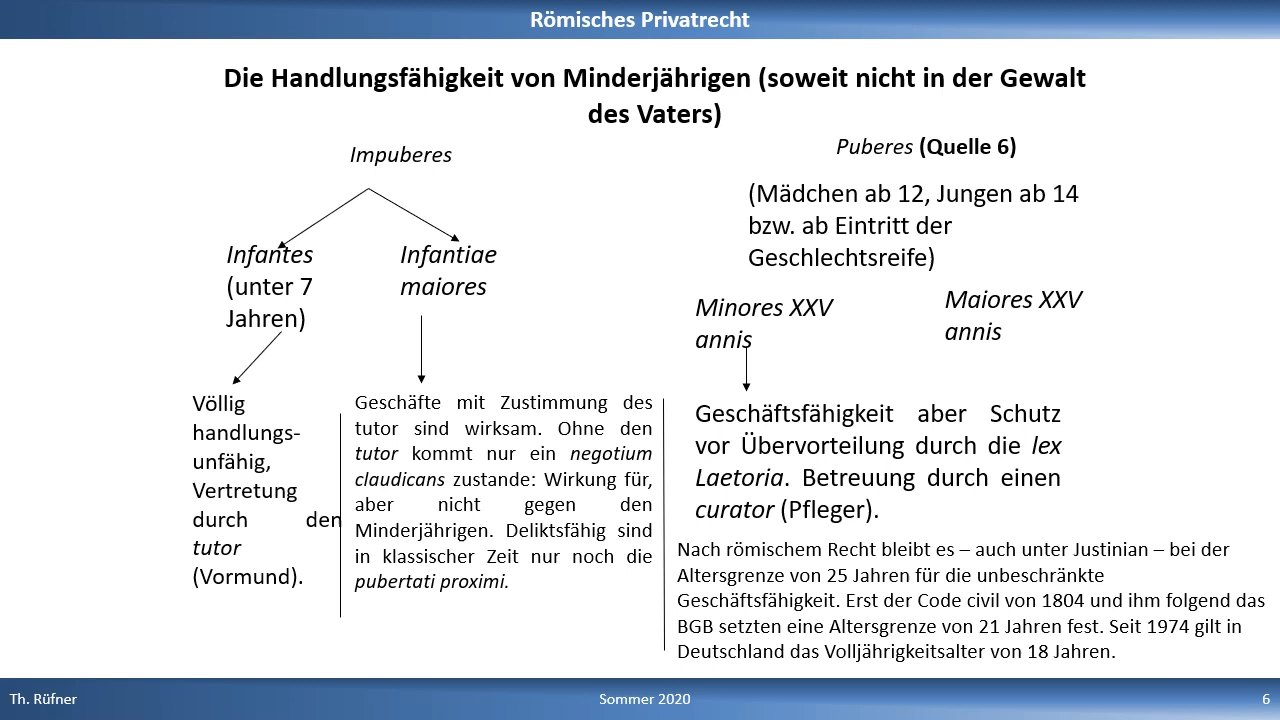 Römisches Privatrecht
Die Handlungsfähigkeit von Minderjährigen (soweit nicht in der Gewalt
des Vaters)
Impuberes
Puberes (Quelle 6)
(Mädchen ab 12, Jungen ab 14
bzw. ab Eintritt der
Geschlechtsreife)
Infantes
(unter 7
Jahren)
Infantiae
maiores
Minores XXV
annis
Maiores XXV
annis
Völlig
handlungs-
unfähig,
Vertretung
durch den
tutor
(Vormund).
Geschäfte mit Zustimmung des
tutor sind wirksam. Ohne den
tutor kommt nur ein negotium
claudicans zustande: Wirkung für,
aber nicht gegen den
Minderjährigen. Deliktsfähig sind
in klassischer Zeit nur noch die
pubertati proximi.
Geschäftsfähigkeit aber Schutz
vor Übervorteilung durch die lex
Laetoria. Betreuung durch einen
curator (Pfleger).
Nach römischem Recht bleibt es – auch unter Justinian – bei der
Altersgrenze von 25 Jahren für die unbeschränkte
Geschäftsfähigkeit. Erst der Code civil von 1804 und ihm folgend das
BGB setzten eine Altersgrenze von 21 Jahren fest. Seit 1974 gilt in
Deutschland das Volljährigkeitsalter von 18 Jahren.
Th. Rüfner
Sommer 2020
6